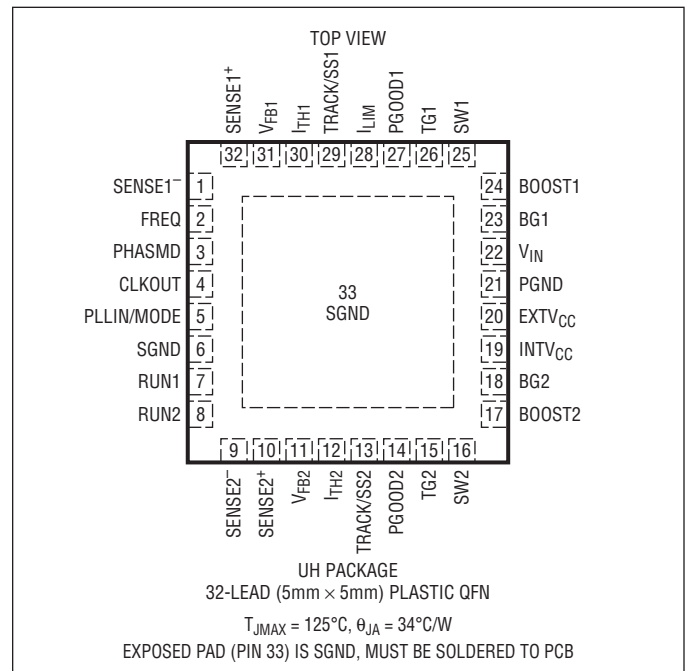 TOP VIEW
SENSE1+
VFB1
ITH1
TRACK/SS1
ILIM
PGOOD1
TG1
SW1
32 31 30 29 28 27 26 25
SENSE1– 1
FREQ 2
PHASMD 3
CLKOUT 4
PLLIN/MODE 5
SGND 6
RUN1 7
RUN2 8
33
SGND
24 BOOST1
23 BG1
22 VIN
21 PGND
20 EXTVCC
19 INTVCC
18 BG2
17 BOOST2
9 10 11 12 13 14 15 16
SENSE2–
SENSE2+
VFB2
ITH2
TRACK/SS2
PGOOD2
TG2
SW2
UH PACKAGE
32-LEAD (5mm × 5mm) PLASTIC QFN
TJMAX = 125°C, θJA = 34°C/W
EXPOSED PAD (PIN 33) IS SGND, MUST BE SOLDERED TO PCB